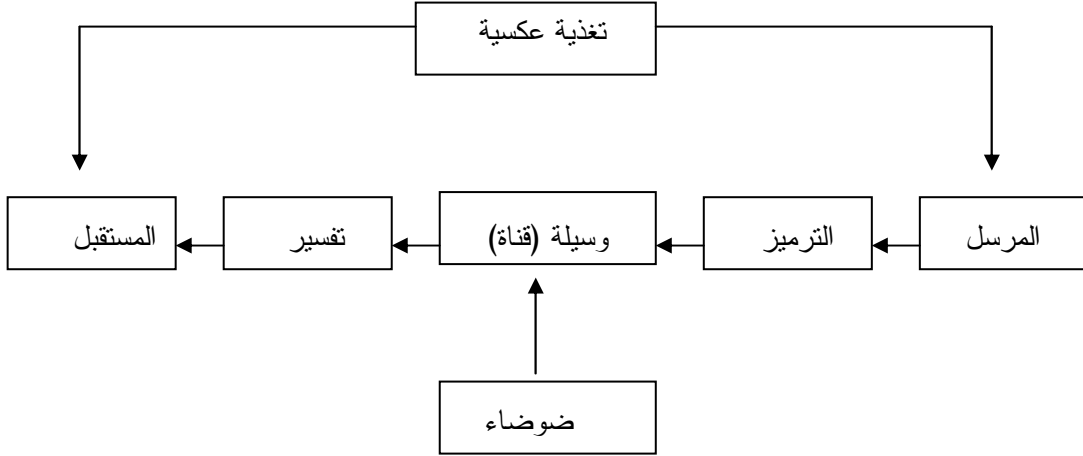 تغذية عكسية
المرسل
الترميز
وسيلة (قناة)
تفسير
المستقبل
ضوضاء